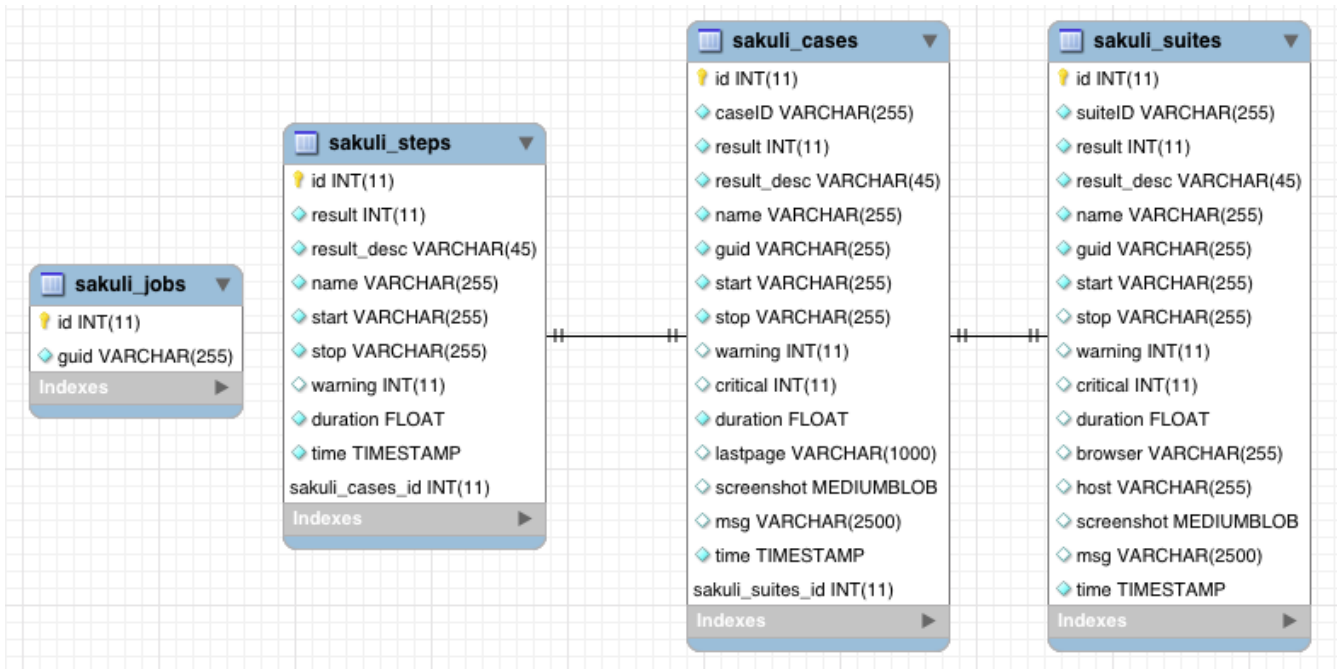 sakuli_jobs
id INT(11)
guid VARCHAR(255)
Indexes
sakuli_steps
id INT(11)
result INT(11)
result_desc VARCHAR(45)
name VARCHAR(255)
start VARCHAR(255)
stop VARCHAR(255)
warning INT(11)
duration FLOAT
time TIMESTAMP
sakuli_cases_id INT(11)
Indexes
sakuli_cases
id INT(11)
caseID VARCHAR(255)
result INT(11)
result_desc VARCHAR(45)
name VARCHAR(255)
guid VARCHAR(255)
start VARCHAR(255)
stop VARCHAR(255)
warning INT(11)
critical INT(11)
duration FLOAT
lastpage VARCHAR(1000)
screenshot MEDIUMBLOB
msg VARCHAR(2500)
time TIMESTAMP
sakuli_suites_id INT(11)
Indexes
sakuli_suites
id INT(11)
suiteID VARCHAR(255)
result INT(11)
result_desc VARCHAR(45)
name VARCHAR(255)
guid VARCHAR(255)
start VARCHAR(255)
stop VARCHAR(255)
warning INT(11)
critical INT(11)
duration FLOAT
browser VARCHAR(255)
host VARCHAR(255)
screenshot MEDIUMBLOB
msg VARCHAR(2500)
time TIMESTAMP
Indexes